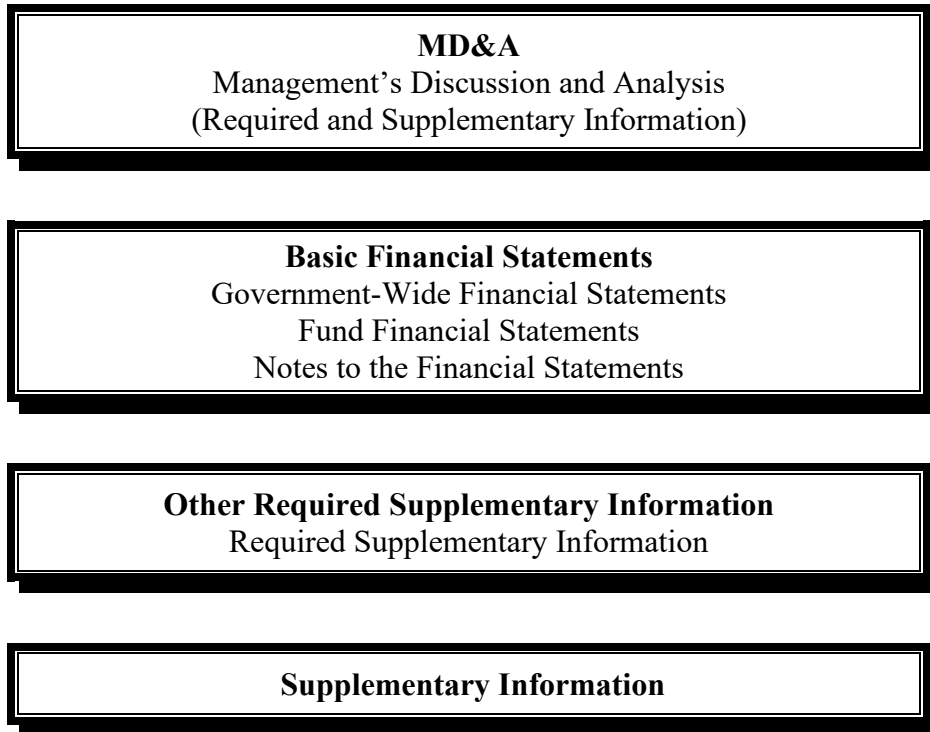 MD&A
Management’s Discussion and Analysis
(Required and Supplementary Information)
Basic Financial Statements
Government-Wide Financial Statements
Fund Financial Statements
Notes to the Financial Statements
Other Required Supplementary Information
Required Supplementary Information
Supplementary Information